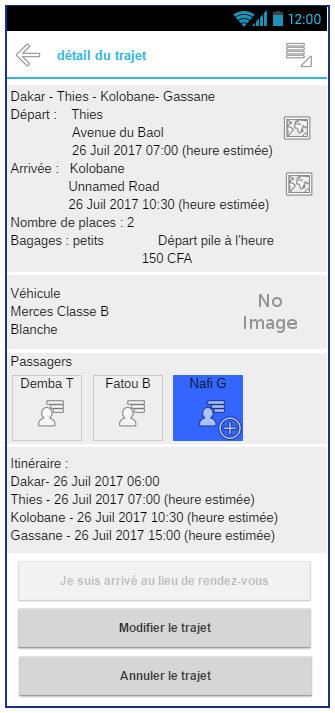 12:00
détail du trajet
Dakar - Thies - Kolobane- Gassane
Départ : Thies
Avenue du Baol
26 Juil 2017 07:00 (heure estimée)
Arrivée : Kolobane
Unnamed Road
26 Juil 2017 10:30 (heure estimée)
Nombre de places : 2
Bagages : petits Départ pile à l'heure
150 CFA
Véhicule
Merces Classe B
Blanche
No
Image
Passagers
Demba T Fatou B Nafi G
Itinéraire :
Dakar- 26 Juil 2017 06:00
Thies - 26 Juil 2017 07:00 (heure estimée)
Kolobane - 26 Juil 2017 10:30 (heure estimée)
Gassane - 26 Juil 2017 15:00 (heure estimée)
Je suis arrivé au lieu de rendez-vous
Modifier le trajet
Annuler le trajet